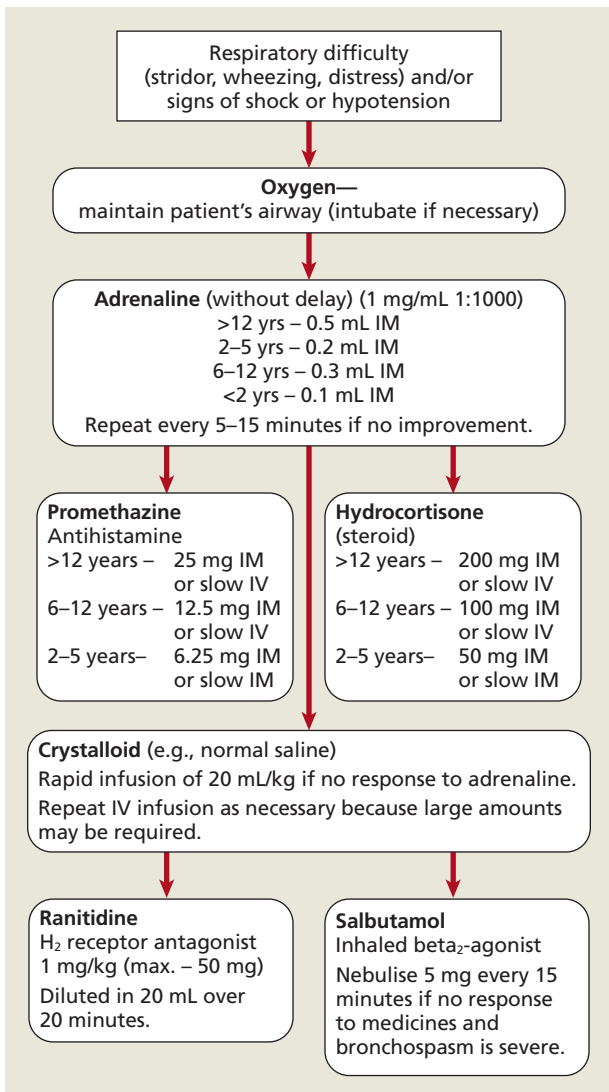 Respiratory difficulty
(stridor, wheezing, distress) and/or
signs of shock or hypotension
Oxygen—
maintain patient's airway (intubate if necessary)
Adrenaline (without delay) (1 mg/mL 1:1000)
>12 yrs – 0.5 mL IM
2–5 yrs – 0.2 mL IM
6–12 yrs – 0.3 mL IM
<2 yrs – 0.1 mL IM
Repeat every 5–15 minutes if no improvement.
Promethazine
Antihistamine
>12 years – 25 mg IM
or slow IV
6–12 years – 12.5 mg IM
or slow IV
2–5 years– 6.25 mg IM
or slow IM
Hydrocortisone
(steroid)
>12 years – 200 mg IM
or slow IV
6–12 years – 100 mg IM
or slow IV
2–5 years– 50 mg IM
or slow IM
Crystalloid (e.g., normal saline)
Rapid infusion of 20 mL/kg if no response to adrenaline.
Repeat IV infusion as necessary because large amounts
may be required.
Ranitidine
H₂ receptor antagonist
1 mg/kg (max. – 50 mg)
Diluted in 20 mL over
20 minutes.
Salbutamol
Inhaled beta₂-agonist
Nebulise 5 mg every 15
minutes if no response
to medicines and
bronchospasm is severe.